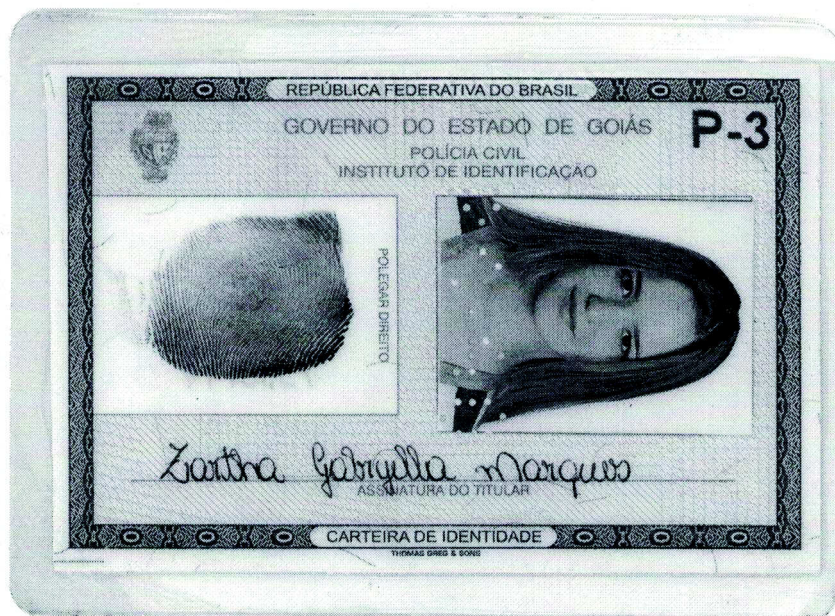 REPÚBLICA FEDERATIVA DO BRASIL
GOVERNO DO ESTADO DE GOIÁS
P-3
POLÍCIA CIVIL
INSTITUTO DE IDENTIFICAÇÃO
POLEGAR DIREITO
Zartha Gabryella Marques
ASSINATURA DO TITULAR
CARTEIRA DE IDENTIDADE
THOMAS GREG & SONS